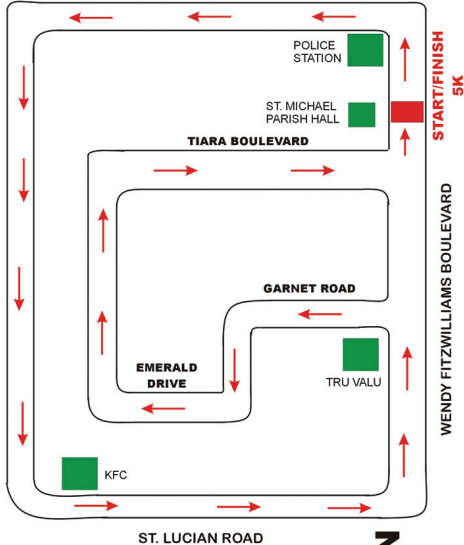 POLICE
STATION
ST. MICHAEL
PARISH HALL
START/FINISH
5K
TIARA BOULEVARD
WENDY FITZWILLIAMS BOULEVARD
GARNET ROAD
EMERALD
DRIVE
TRU VALU
KFC
ST. LUCIAN ROAD